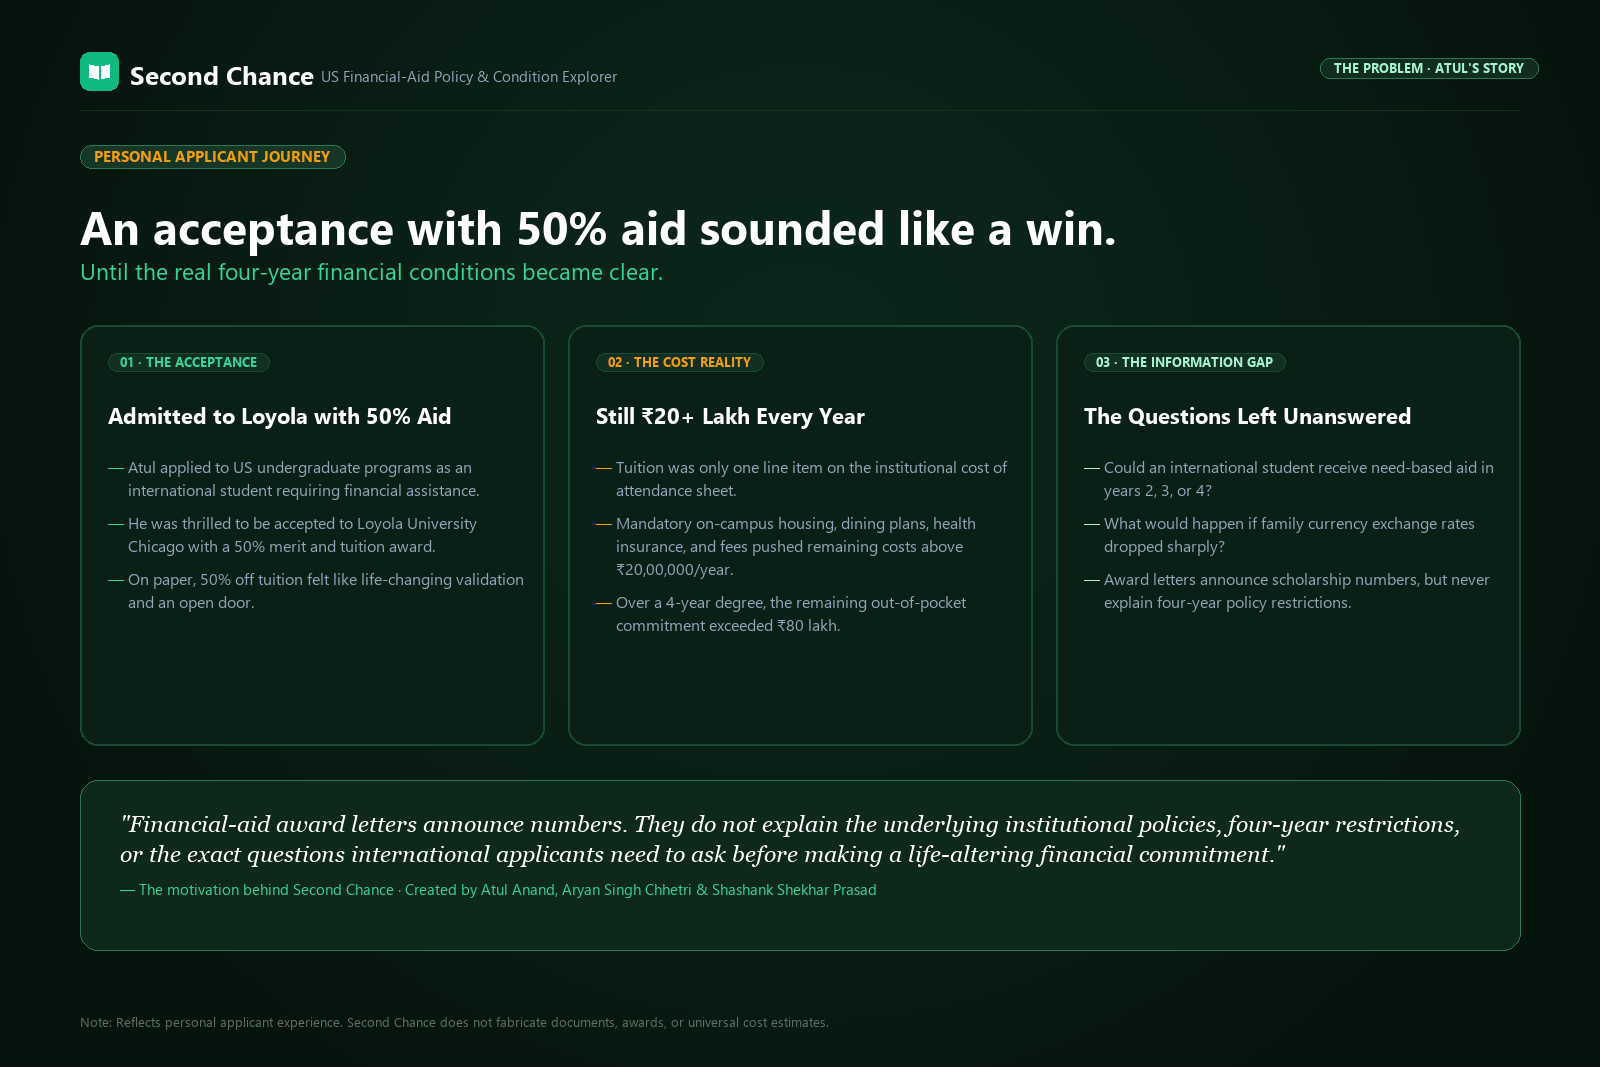 Second Chance US Financial-Aid Policy & Condition Explorer
THE PROBLEM · ATUL'S STORY
PERSONAL APPLICANT JOURNEY
An acceptance with 50% aid sounded like a win.
Until the real four-year financial conditions became clear.
01 · THE ACCEPTANCE
Admitted to Loyola with 50% Aid
— Atul applied to US undergraduate programs as an
international student requiring financial assistance.
— He was thrilled to be accepted to Loyola University
Chicago with a 50% merit and tuition award.
— On paper, 50% off tuition felt like life-changing validation
and an open door.
02 · THE COST REALITY
Still ₹20+ Lakh Every Year
— Tuition was only one line item on the institutional cost of
attendance sheet.
— Mandatory on-campus housing, dining plans, health
insurance, and fees pushed remaining costs above
₹20,00,000/year.
— Over a 4-year degree, the remaining out-of-pocket
commitment exceeded ₹80 lakh.
03 · THE INFORMATION GAP
The Questions Left Unanswered
— Could an international student receive need-based aid in
years 2, 3, or 4?
— What would happen if family currency exchange rates
dropped sharply?
— Award letters announce scholarship numbers, but never
explain four-year policy restrictions.
"Financial-aid award letters announce numbers. They do not explain the underlying institutional policies, four-year restrictions,
or the exact questions international applicants need to ask before making a life-altering financial commitment."
— The motivation behind Second Chance · Created by Atul Anand, Aryan Singh Chhetri & Shashank Shekhar Prasad
Note: Reflects personal applicant experience. Second Chance does not fabricate documents, awards, or universal cost estimates.